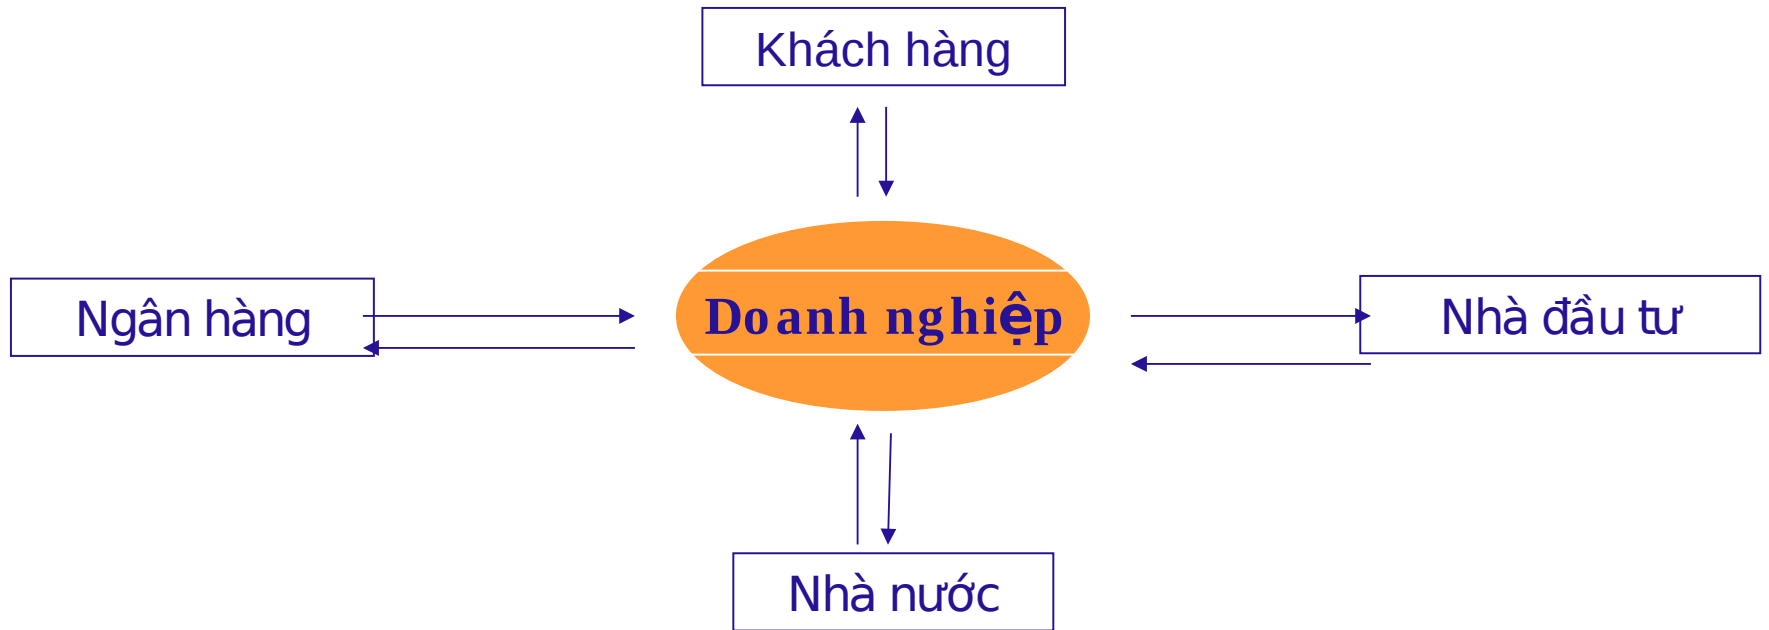 Khách hàng
Ngân hàng
Doanh nghiệp
Nhà đầu tư
Nhà nước